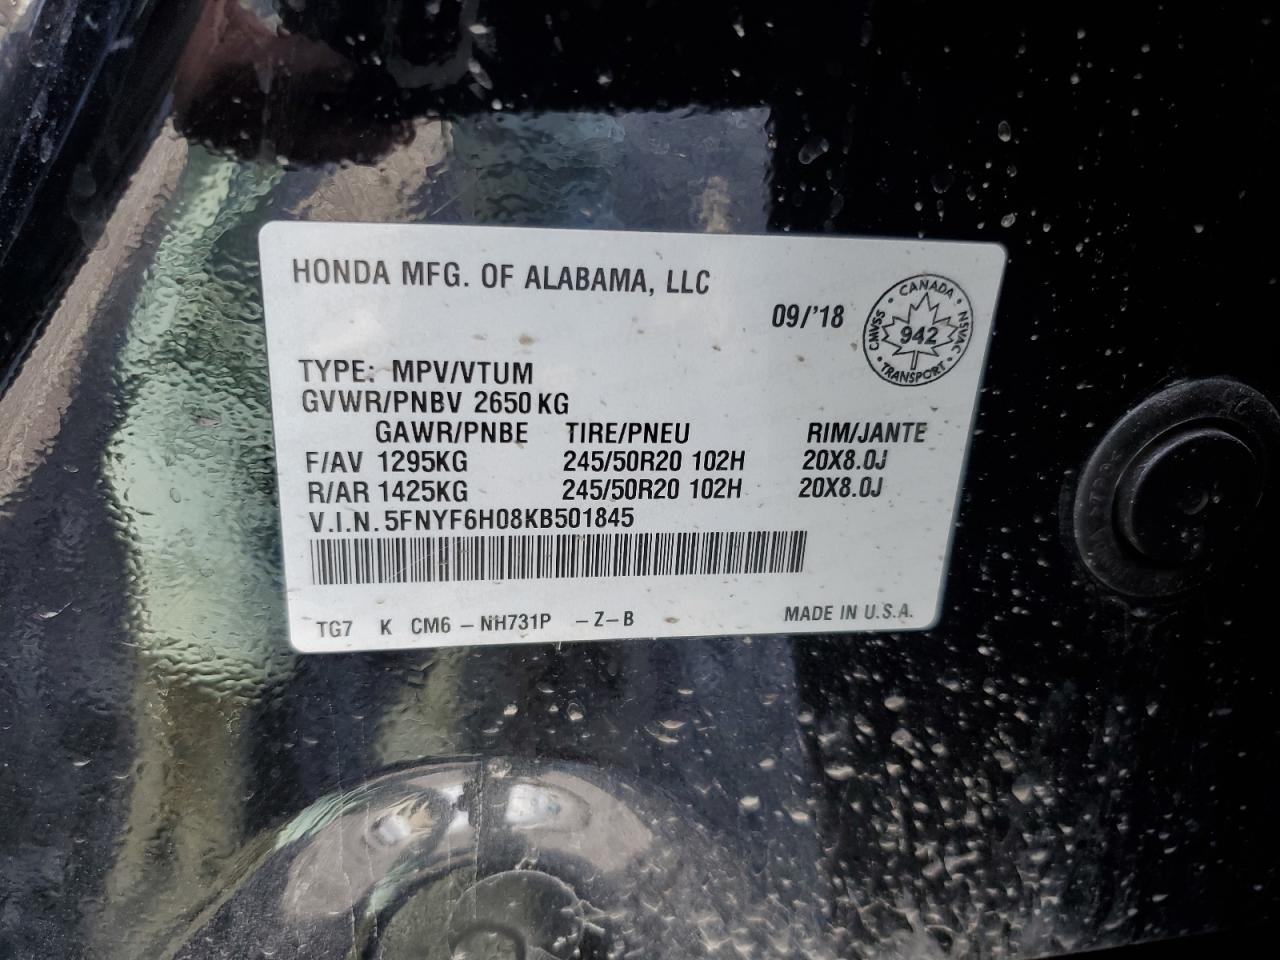 HONDA MFG. OF ALABAMA, LLC
09/'18
CANADA
CMVSS
942
NSVAC
TRANSPORT
TYPE: MPV/VTUM
GVWR/PNBV 2650 KG
GAWR/PNBE TIRE/PNEU RIM/JANTE
F/AV 1295KG 245/50R20 102H 20X8.0J
R/AR 1425KG 245/50R20 102H 20X8.0J
V.I.N. 5FNYF6H08KB501845
TG7 K CM6 - NH731P - Z - B MADE IN U.S.A.